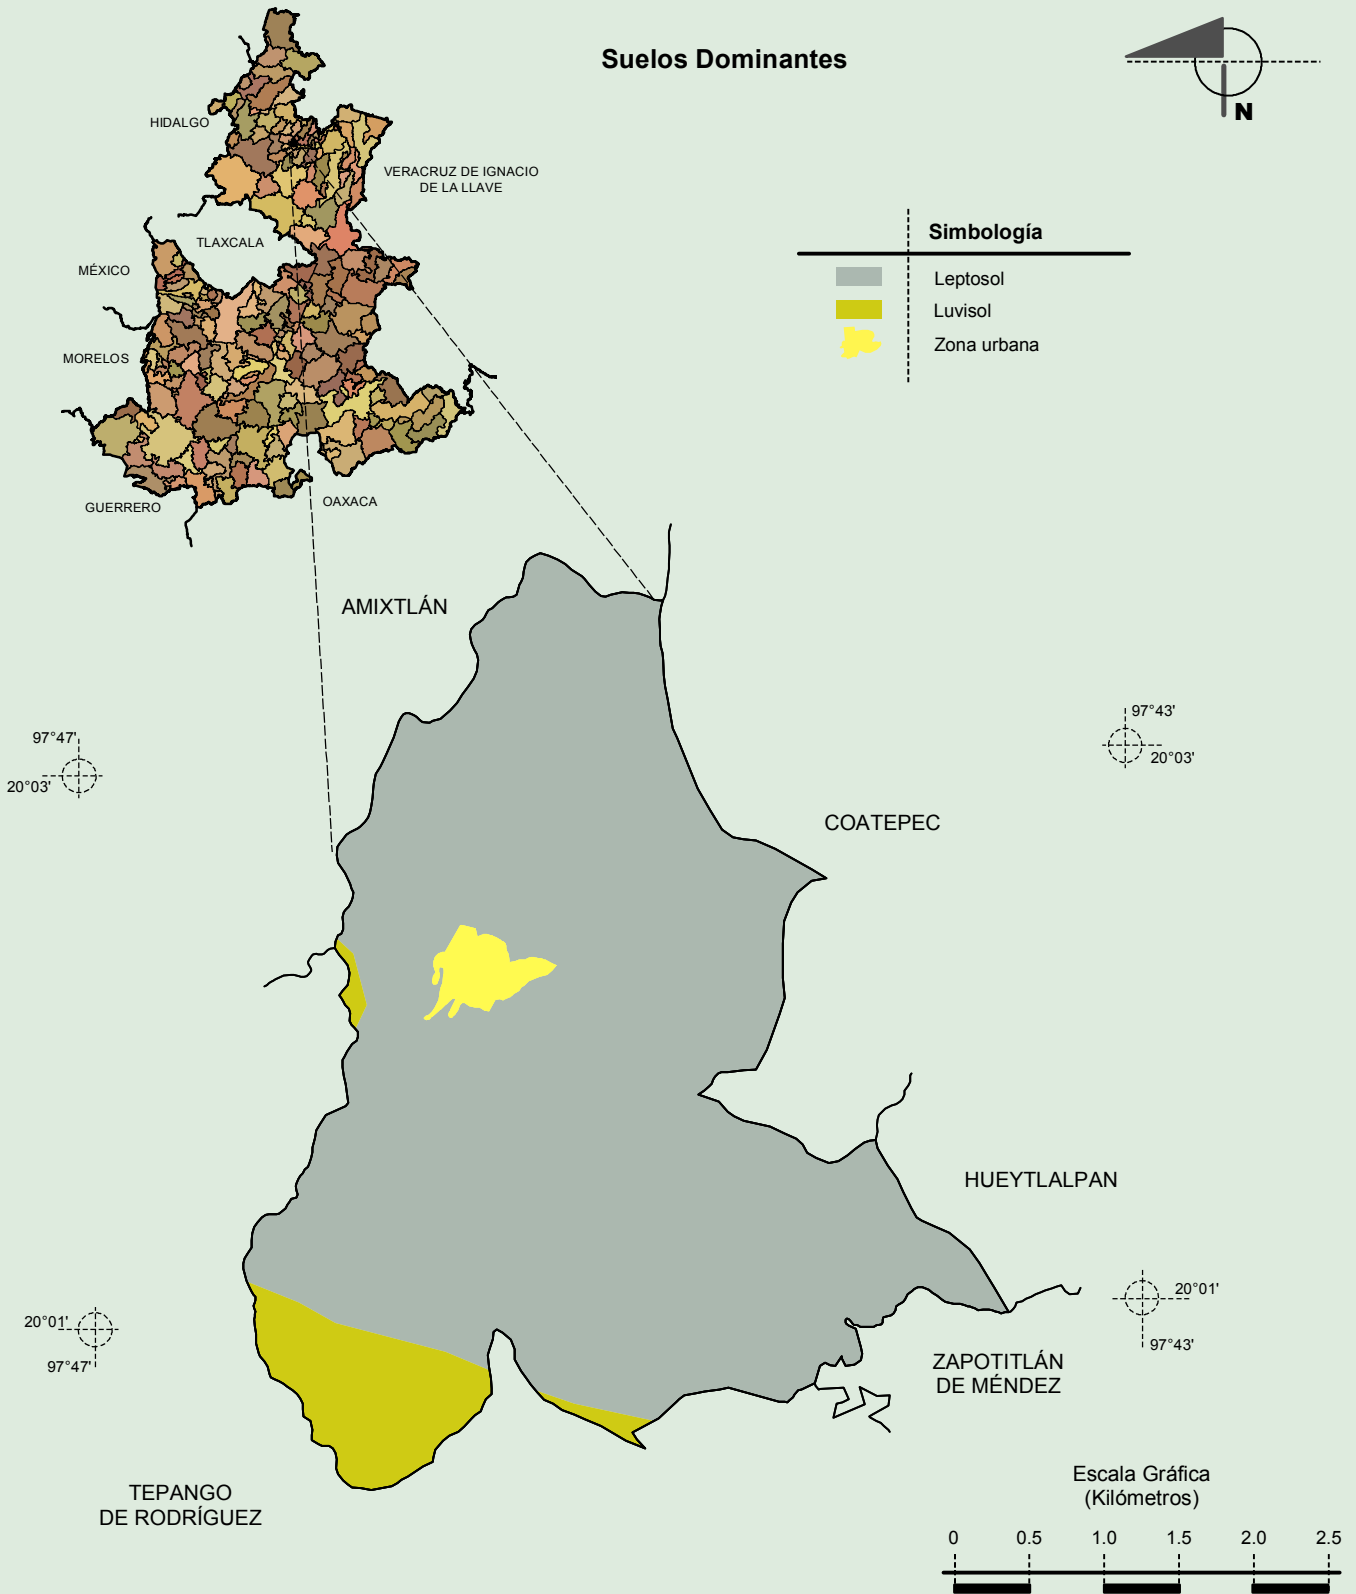 Suelos Dominantes
N
HIDALGO
VERACRUZ DE IGNACIO
DE LA LLAVE
TLAXCALA
MÉXICO
MORELOS
GUERRERO
OAXACA
Simbología
Leptosol
Luvisol
Zona urbana
AMIXTLÁN
97°47'
20°03'
97°43'
20°03'
COATEPEC
HUEYTLALPAN
20°01'
97°47'
20°01'
97°43'
ZAPOTITLÁN
DE MÉNDEZ
TEPANGO
DE RODRÍGUEZ
Escala Gráfica
(Kilómetros)
0 0.5 1.0 1.5 2.0 2.5